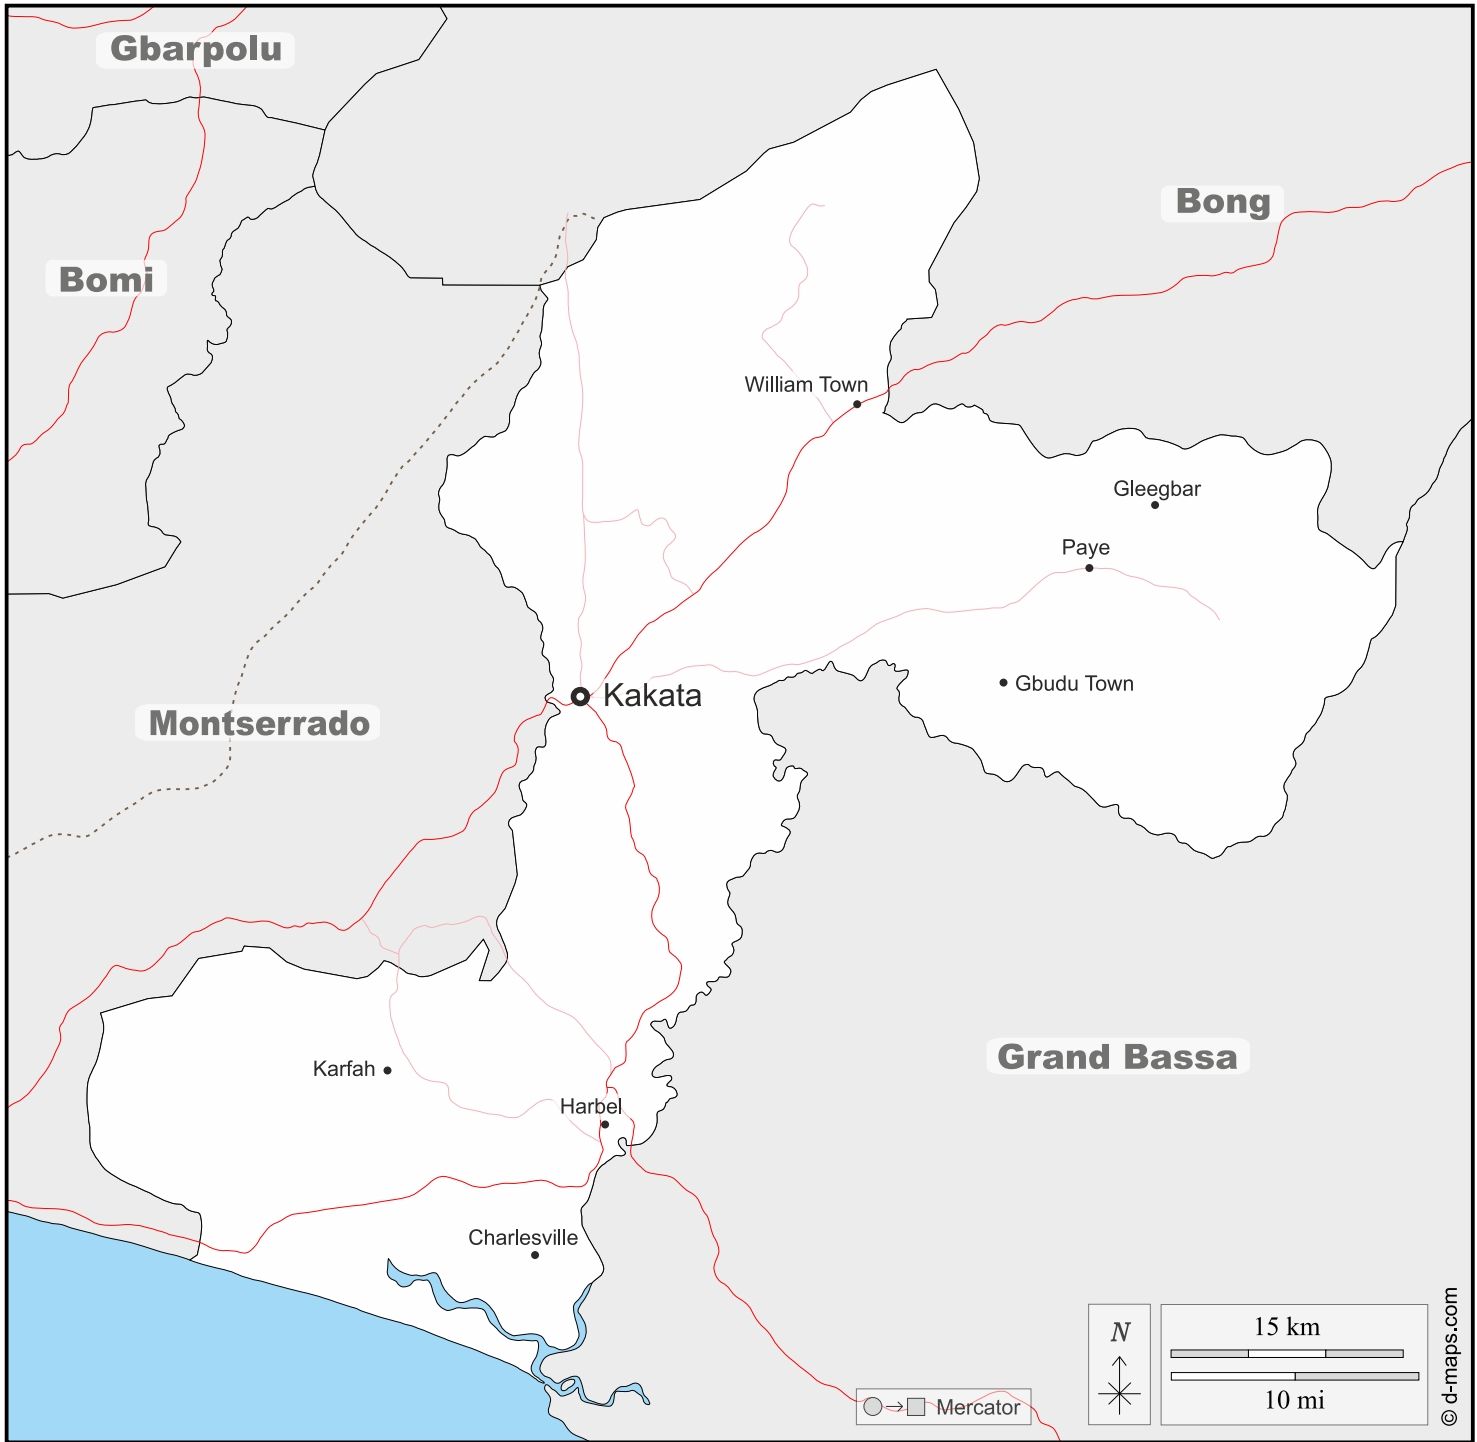 Gbarpolu
Bong
Bomi
William Town
Gleegbar
Paye
Gbudu Town
Kakata
Montserrado
Grand Bassa
Karfah
Harbel
Charlesville
N
15 km
10 mi
Mercator
© d-maps.com